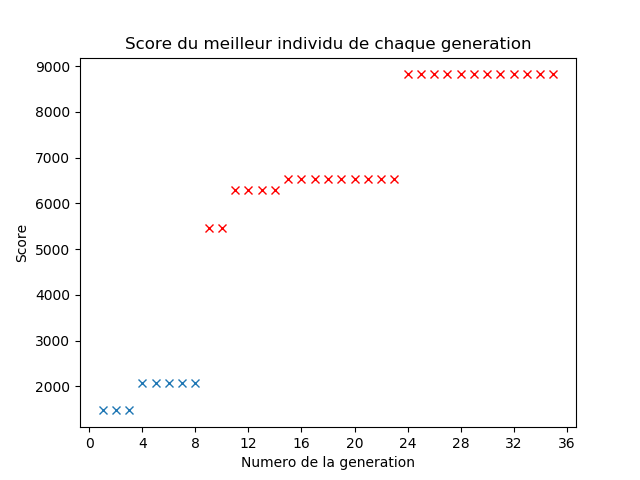 Score du meilleur individu de chaque generation
9000
8000
7000
6000
5000
4000
3000
2000
Score
0 4 8 12 16 20 24 28 32 36
Numero de la generation